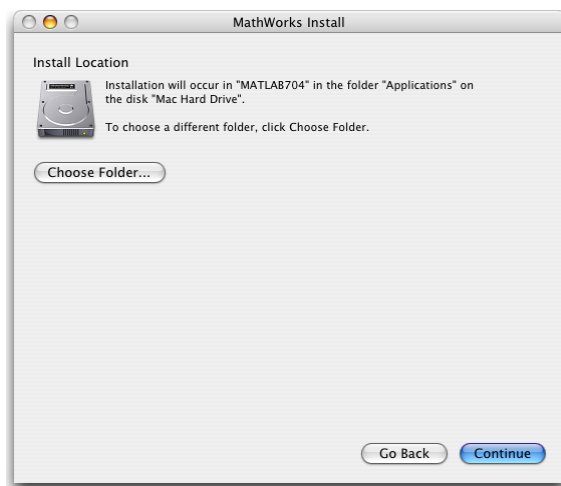 MathWorks Install
Install Location
Installation will occur in "MATLAB704" in the folder "Applications" on
the disk "Mac Hard Drive".
To choose a different folder, click Choose Folder.
Choose Folder...
Go Back
Continue